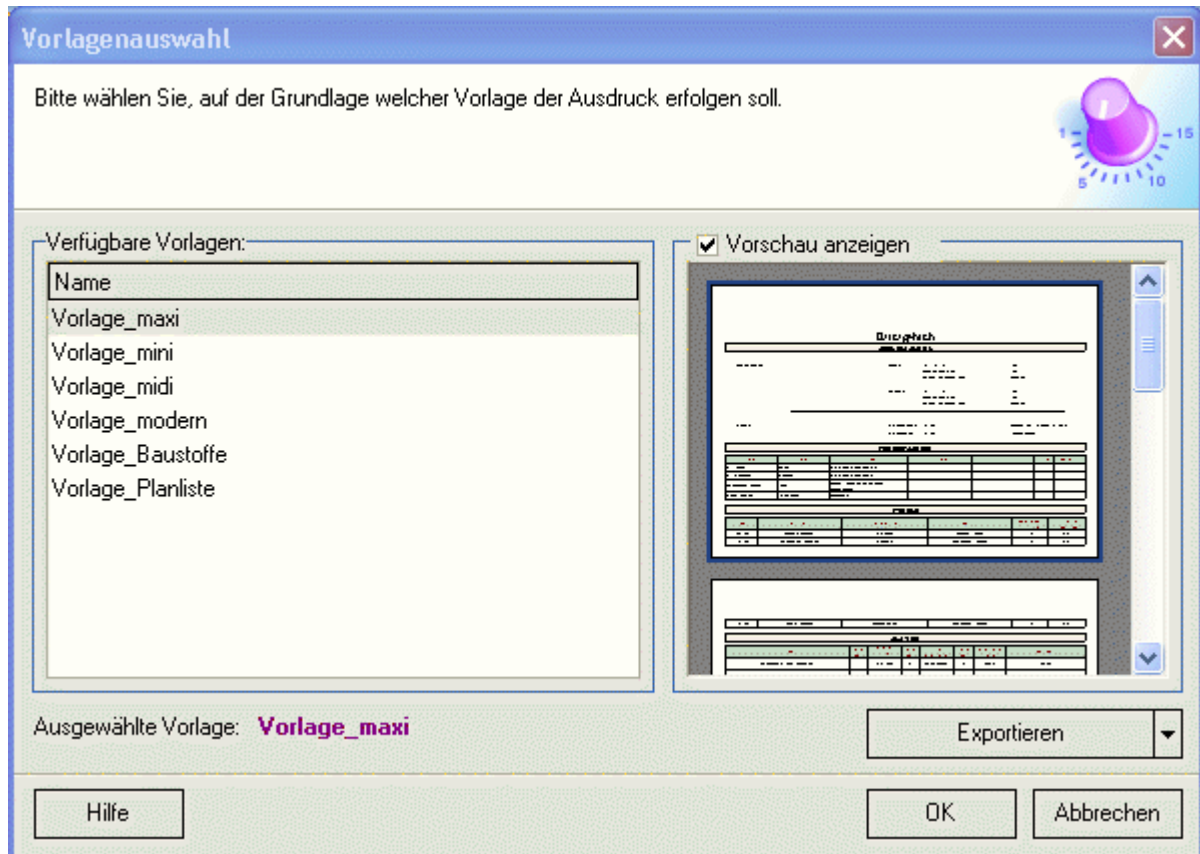 Vorlagenauswahl
Bitte wählen Sie, auf der Grundlage welcher Vorlage der Ausdruck erfolgen soll.
1
15
5
10
Verfügbare Vorlagen:
Name
Vorlage_maxi
Vorlage_mini
Vorlage_midi
Vorlage_modern
Vorlage_Baustoffe
Vorlage_Planliste
Vorschau anzeigen
Ausgewählte Vorlage: Vorlage_maxi
Exportieren
Hilfe
OK
Abbrechen